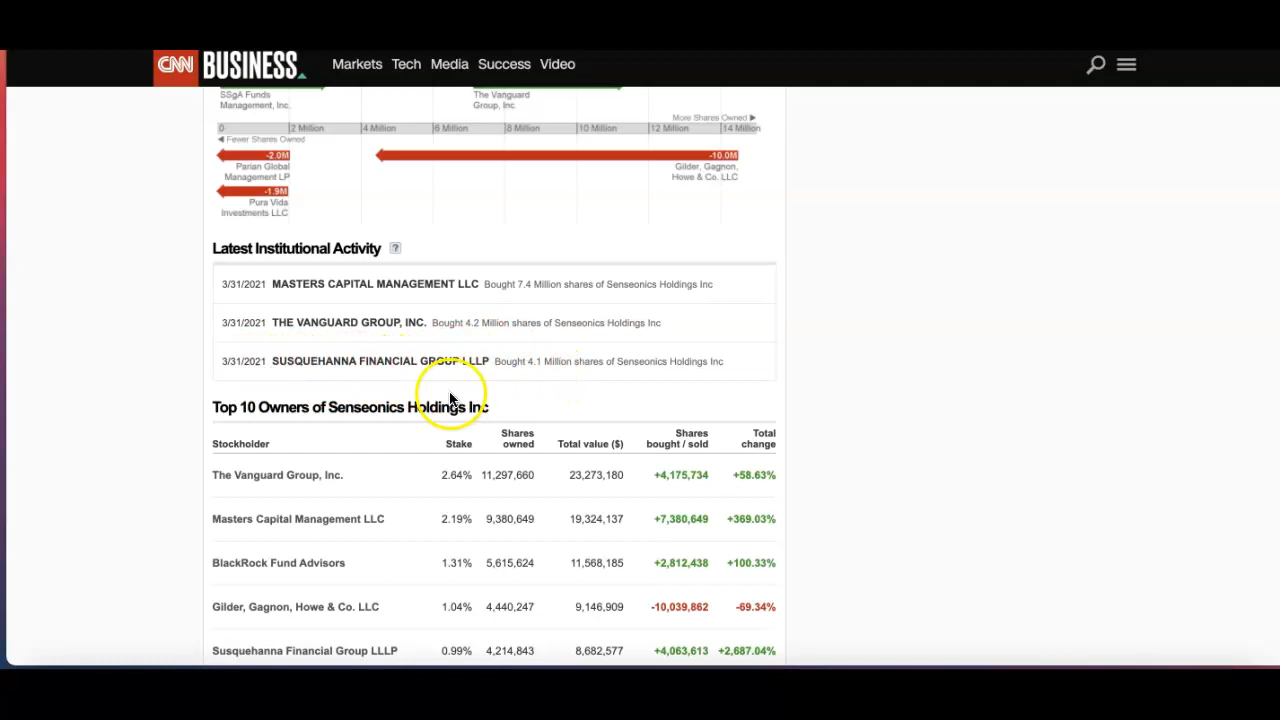 CNN BUSINESS Markets Tech Media Success Video
SSgA Funds
Management, Inc.
The Vanguard
Group, Inc.
More Shares Owned ▶
0 2 Million 4 Million 6 Million 8 Million 10 Million 12 Million 14 Million
◀ Fewer Shares Owned
-2.0M
Parian Global
Management LP
-10.0M
Gilder, Gagnon,
Howe & Co. LLC
-1.9M
Pura Vida
Investments LLC
Latest Institutional Activity ?
3/31/2021 MASTERS CAPITAL MANAGEMENT LLC Bought 7.4 Million shares of Senseonics Holdings Inc
3/31/2021 THE VANGUARD GROUP, INC. Bought 4.2 Million shares of Senseonics Holdings Inc
3/31/2021 SUSQUEHANNA FINANCIAL GROUP LLLP Bought 4.1 Million shares of Senseonics Holdings Inc
Top 10 Owners of Senseonics Holdings Inc
Stockholder Stake Shares owned Total value ($) Shares bought / sold Total change
The Vanguard Group, Inc. 2.64% 11,297,660 23,273,180 +4,175,734 +58.63%
Masters Capital Management LLC 2.19% 9,380,649 19,324,137 +7,380,649 +369.03%
BlackRock Fund Advisors 1.31% 5,615,624 11,568,185 +2,812,438 +100.33%
Gilder, Gagnon, Howe & Co. LLC 1.04% 4,440,247 9,146,909 -10,039,862 -69.34%
Susquehanna Financial Group LLLP 0.99% 4,214,843 8,682,577 +4,063,613 +2,687.04%